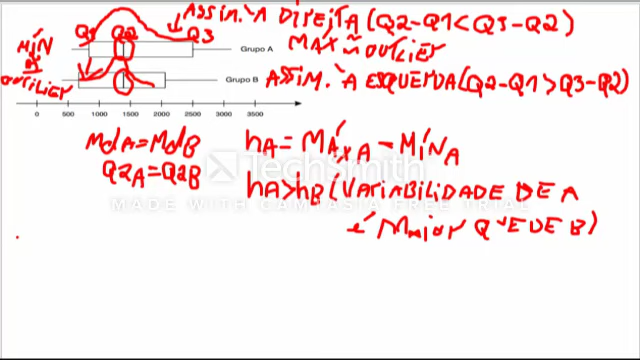 ASSIM. À DIREITA (Q2-Q1<Q3-Q2)
Q1 Q2 Q3
Grupo A
MÁX ñ OUTLIER
MÍN
ñ
OUTLIER
Grupo B
ASSIM. À ESQUERDA (Q2-Q1>Q3-Q2)
0 500 1000 1500 2000 2500 3000 3500
MdA=MdB
hA= MÁXA - MÍNA
Q2A=Q2B
TechSmith
hA>hB (VARIABILIDADE DE A
MADE WITH CAMTASIA FREE TRIAL
é Maior QUE DE B)